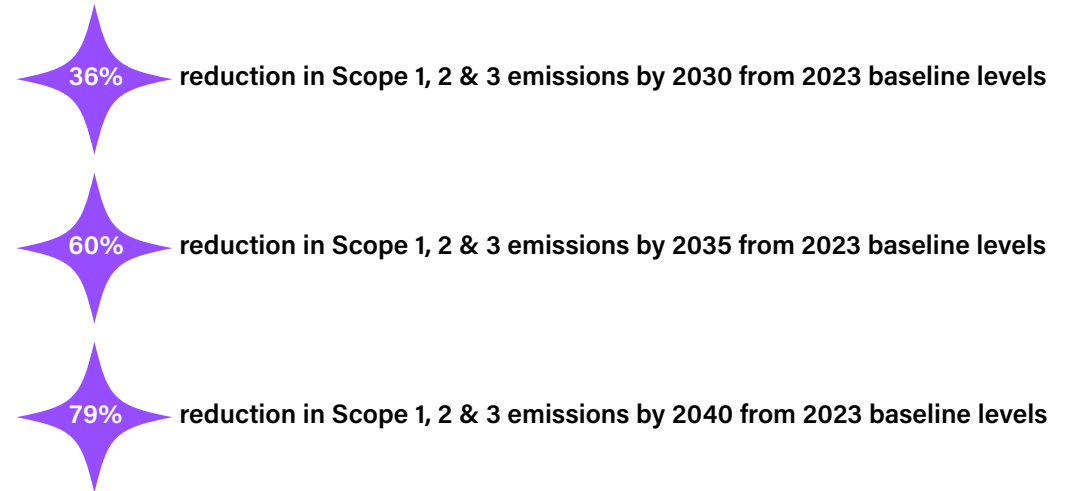 36% reduction in Scope 1, 2 & 3 emissions by 2030 from 2023 baseline levels
60% reduction in Scope 1, 2 & 3 emissions by 2035 from 2023 baseline levels
79% reduction in Scope 1, 2 & 3 emissions by 2040 from 2023 baseline levels